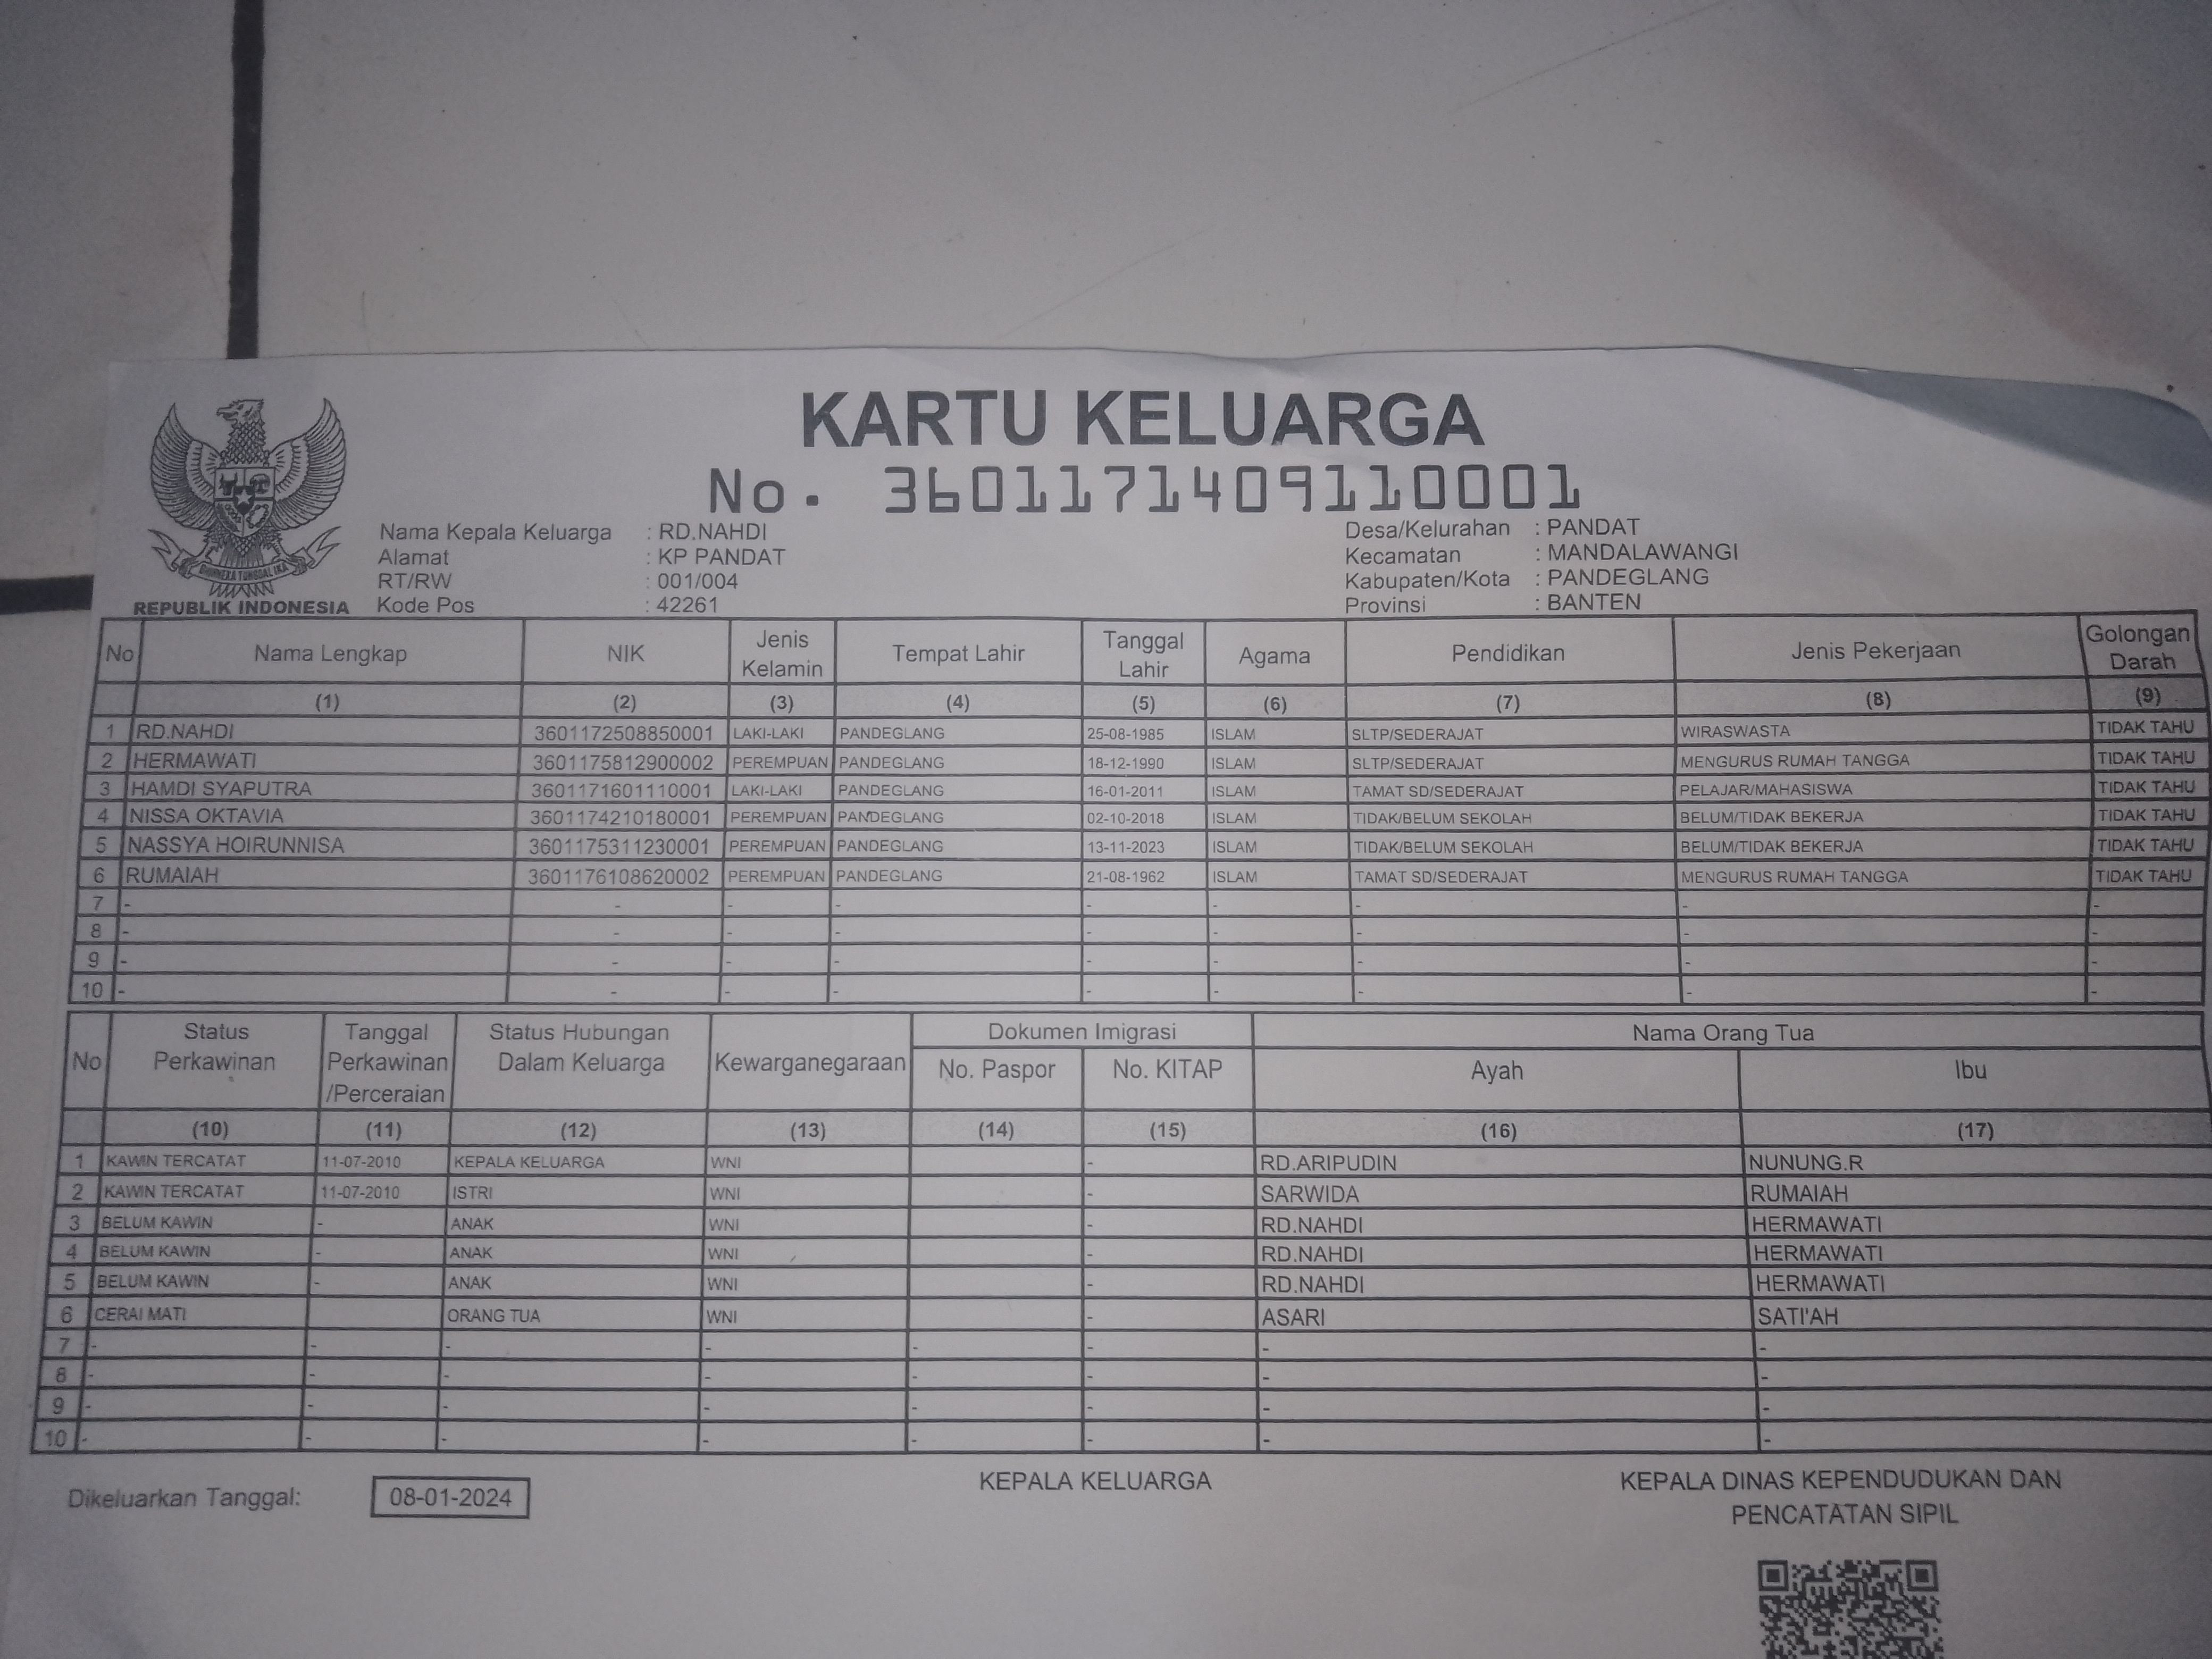 KARTU KELUARGA
No. 3601171409110001
Nama Kepala Keluarga : RD.NAHDI
Alamat : KP PANDAT
RT/RW : 001/004
Kode Pos : 42261
Desa/Kelurahan : PANDAT
Kecamatan : MANDALAWANGI
Kabupaten/Kota : PANDEGLANG
Provinsi : BANTEN
BHINNEKA TUNGGAL IKA
REPUBLIK INDONESIA
No Nama Lengkap NIK Jenis Kelamin Tempat Lahir Tanggal Lahir Agama Pendidikan Jenis Pekerjaan Golongan Darah
(1) (2) (3) (4) (5) (6) (7) (8) (9)
1 RD.NAHDI 3601172508850001 LAKI-LAKI PANDEGLANG 25-08-1985 ISLAM SLTP/SEDERAJAT WIRASWASTA TIDAK TAHU
2 HERMAWATI 3601175812900002 PEREMPUAN PANDEGLANG 18-12-1990 ISLAM SLTP/SEDERAJAT MENGURUS RUMAH TANGGA TIDAK TAHU
3 HAMDI SYAPUTRA 3601171601110001 LAKI-LAKI PANDEGLANG 16-01-2011 ISLAM TAMAT SD/SEDERAJAT PELAJAR/MAHASISWA TIDAK TAHU
4 NISSA OKTAVIA 3601174210180001 PEREMPUAN PANDEGLANG 02-10-2018 ISLAM TIDAK/BELUM SEKOLAH BELUM/TIDAK BEKERJA TIDAK TAHU
5 NASSYA HOIRUNNISA 3601175311230001 PEREMPUAN PANDEGLANG 13-11-2023 ISLAM TIDAK/BELUM SEKOLAH BELUM/TIDAK BEKERJA TIDAK TAHU
6 RUMAIAH 3601176108620002 PEREMPUAN PANDEGLANG 21-08-1962 ISLAM TAMAT SD/SEDERAJAT MENGURUS RUMAH TANGGA TIDAK TAHU
7 - - - - - - - - -
8 - - - - - - - - -
9 - - - - - - - - -
10 - - - - - - - - -
No Status Perkawinan Tanggal Perkawinan /Perceraian Status Hubungan Dalam Keluarga Kewarganegaraan Dokumen Imigrasi No. Paspor No. KITAP Nama Orang Tua Ayah Ibu
(10) (11) (12) (13) (14) (15) (16) (17)
1 KAWIN TERCATAT 11-07-2010 KEPALA KELUARGA WNI - RD.ARIPUDIN NUNUNG.R
2 KAWIN TERCATAT 11-07-2010 ISTRI WNI - SARWIDA RUMAIAH
3 BELUM KAWIN - ANAK WNI - RD.NAHDI HERMAWATI
4 BELUM KAWIN - ANAK WNI - RD.NAHDI HERMAWATI
5 BELUM KAWIN - ANAK WNI - RD.NAHDI HERMAWATI
6 CERAI MATI ORANG TUA WNI - ASARI SATI'AH
7 - - - - - - - -
8 - - - - - - - -
9 - - - - - - - -
10 - - - - - - - -
Dikeluarkan Tanggal: 08-01-2024
KEPALA KELUARGA
KEPALA DINAS KEPENDUDUKAN DAN
PENCATATAN SIPIL